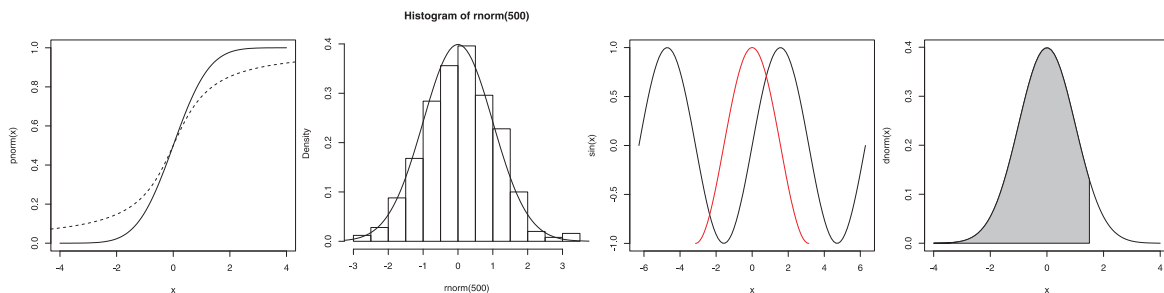 pnorm(x)
0.0 0.2 0.4 0.6 0.8 1.0
-4 -2 0 2 4
x
Histogram of rnorm(500)
Density
0.0 0.1 0.2 0.3 0.4
-3 -2 -1 0 1 2 3
rnorm(500)
sin(x)
-1.0 -0.5 0.0 0.5 1.0
-6 -4 -2 0 2 4 6
x
dnorm(x)
0.0 0.1 0.2 0.3 0.4
-4 -2 0 2 4
x